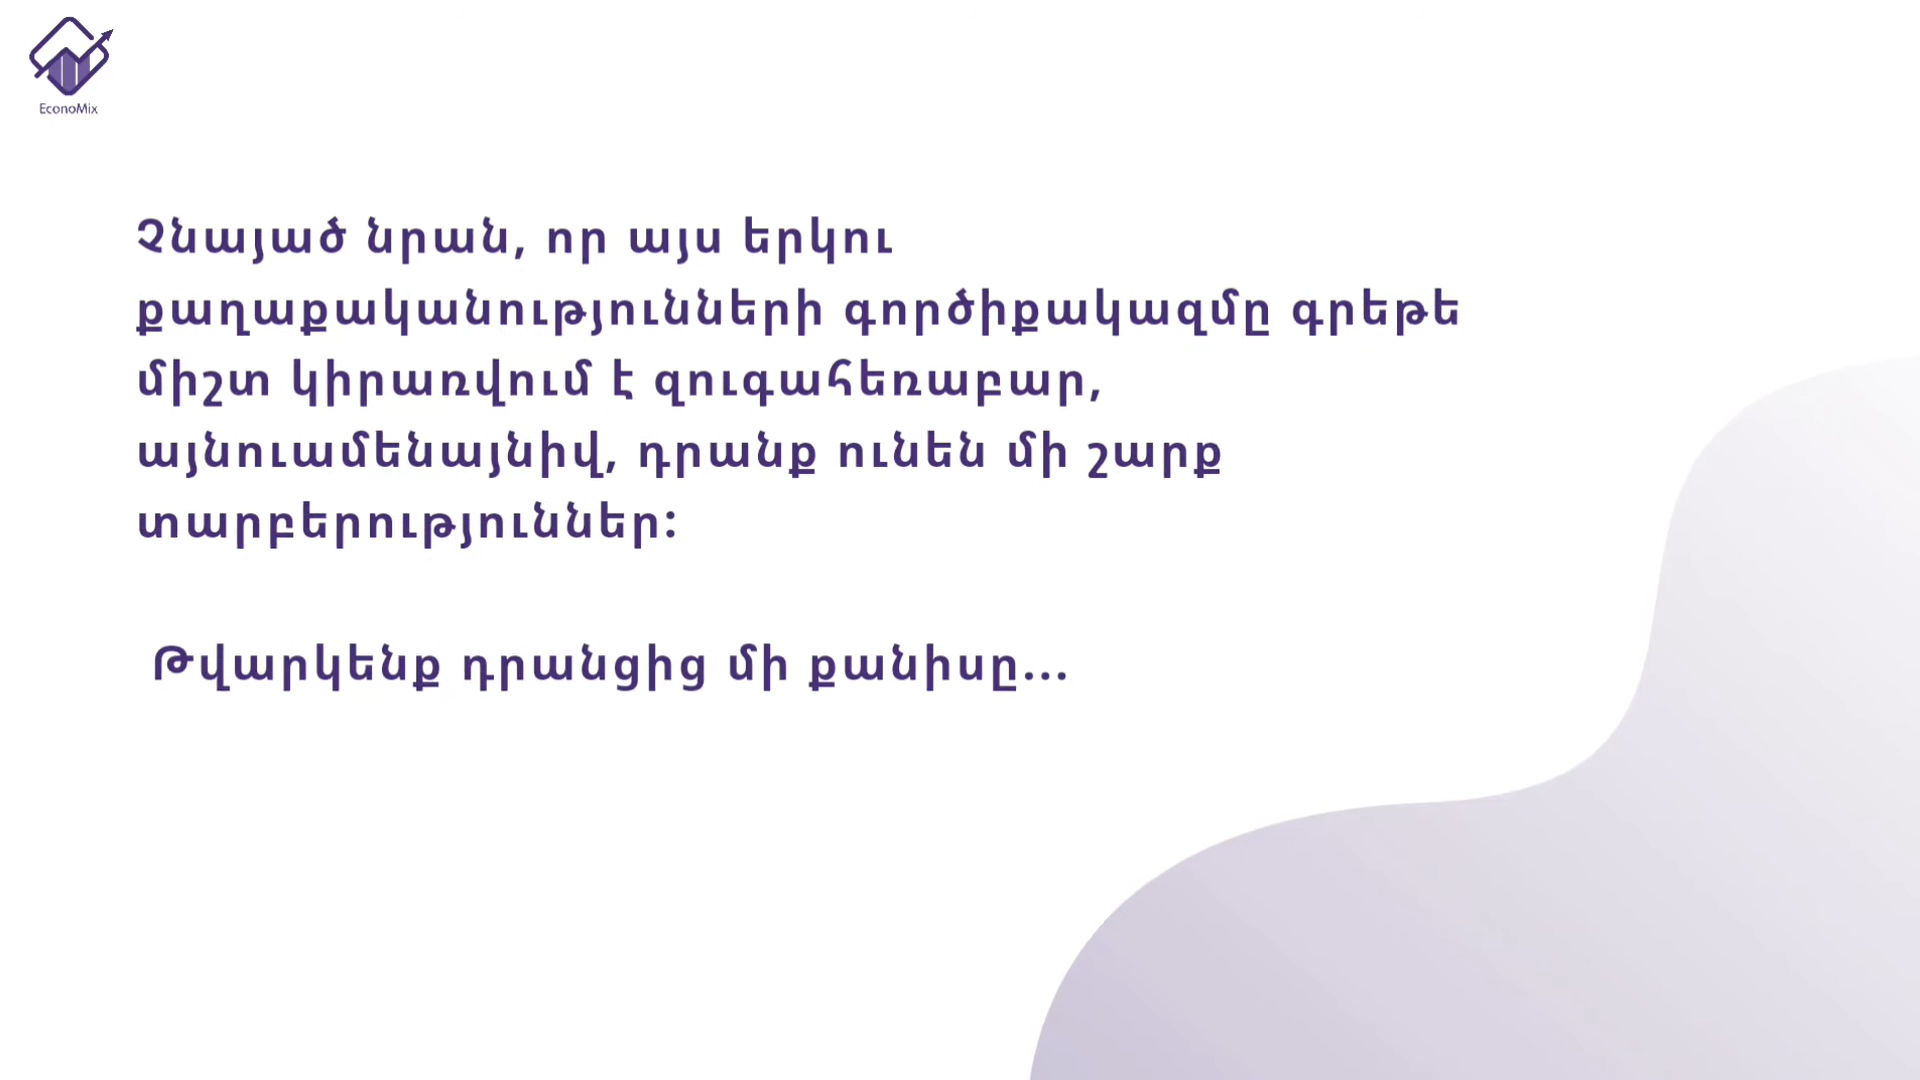 EconoMix
Չնայած նրան, որ այս երկու
քաղաքականությունների գործիքակազմը գրեթե
միշտ կիրառվում է զուգահեռաբար,
այնուամենայնիվ, դրանք ունեն մի շարք
տարբերություններ:
Թվարկենք դրանցից մի քանիսը...